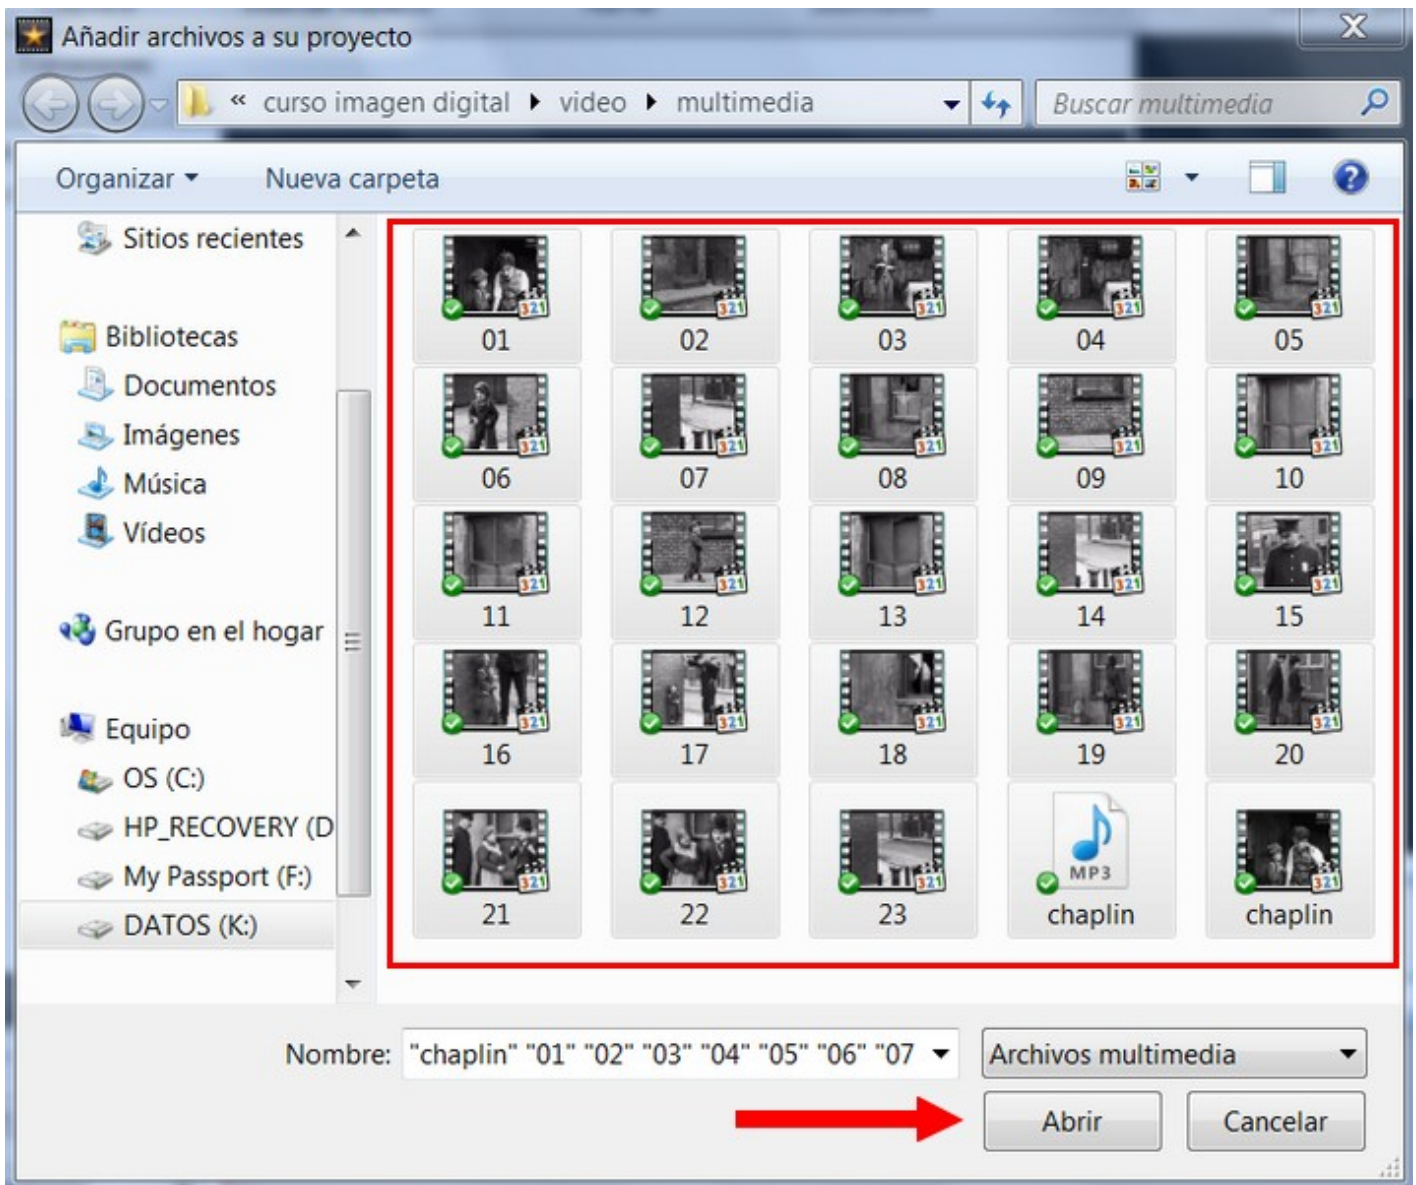 Añadir archivos a su proyecto
« curso imagen digital ▸ video ▸ multimedia
Buscar multimedia
Organizar
Nueva carpeta
Sitios recientes
Bibliotecas
Documentos
Imágenes
Música
Vídeos
Grupo en el hogar
Equipo
OS (C:)
HP_RECOVERY (D
My Passport (F:)
DATOS (K:)
01 02 03 04 05
06 07 08 09 10
11 12 13 14 15
16 17 18 19 20
MP3
21 22 23 chaplin chaplin
Nombre: "chaplin" "01" "02" "03" "04" "05" "06" "07
Archivos multimedia
Abrir
Cancelar